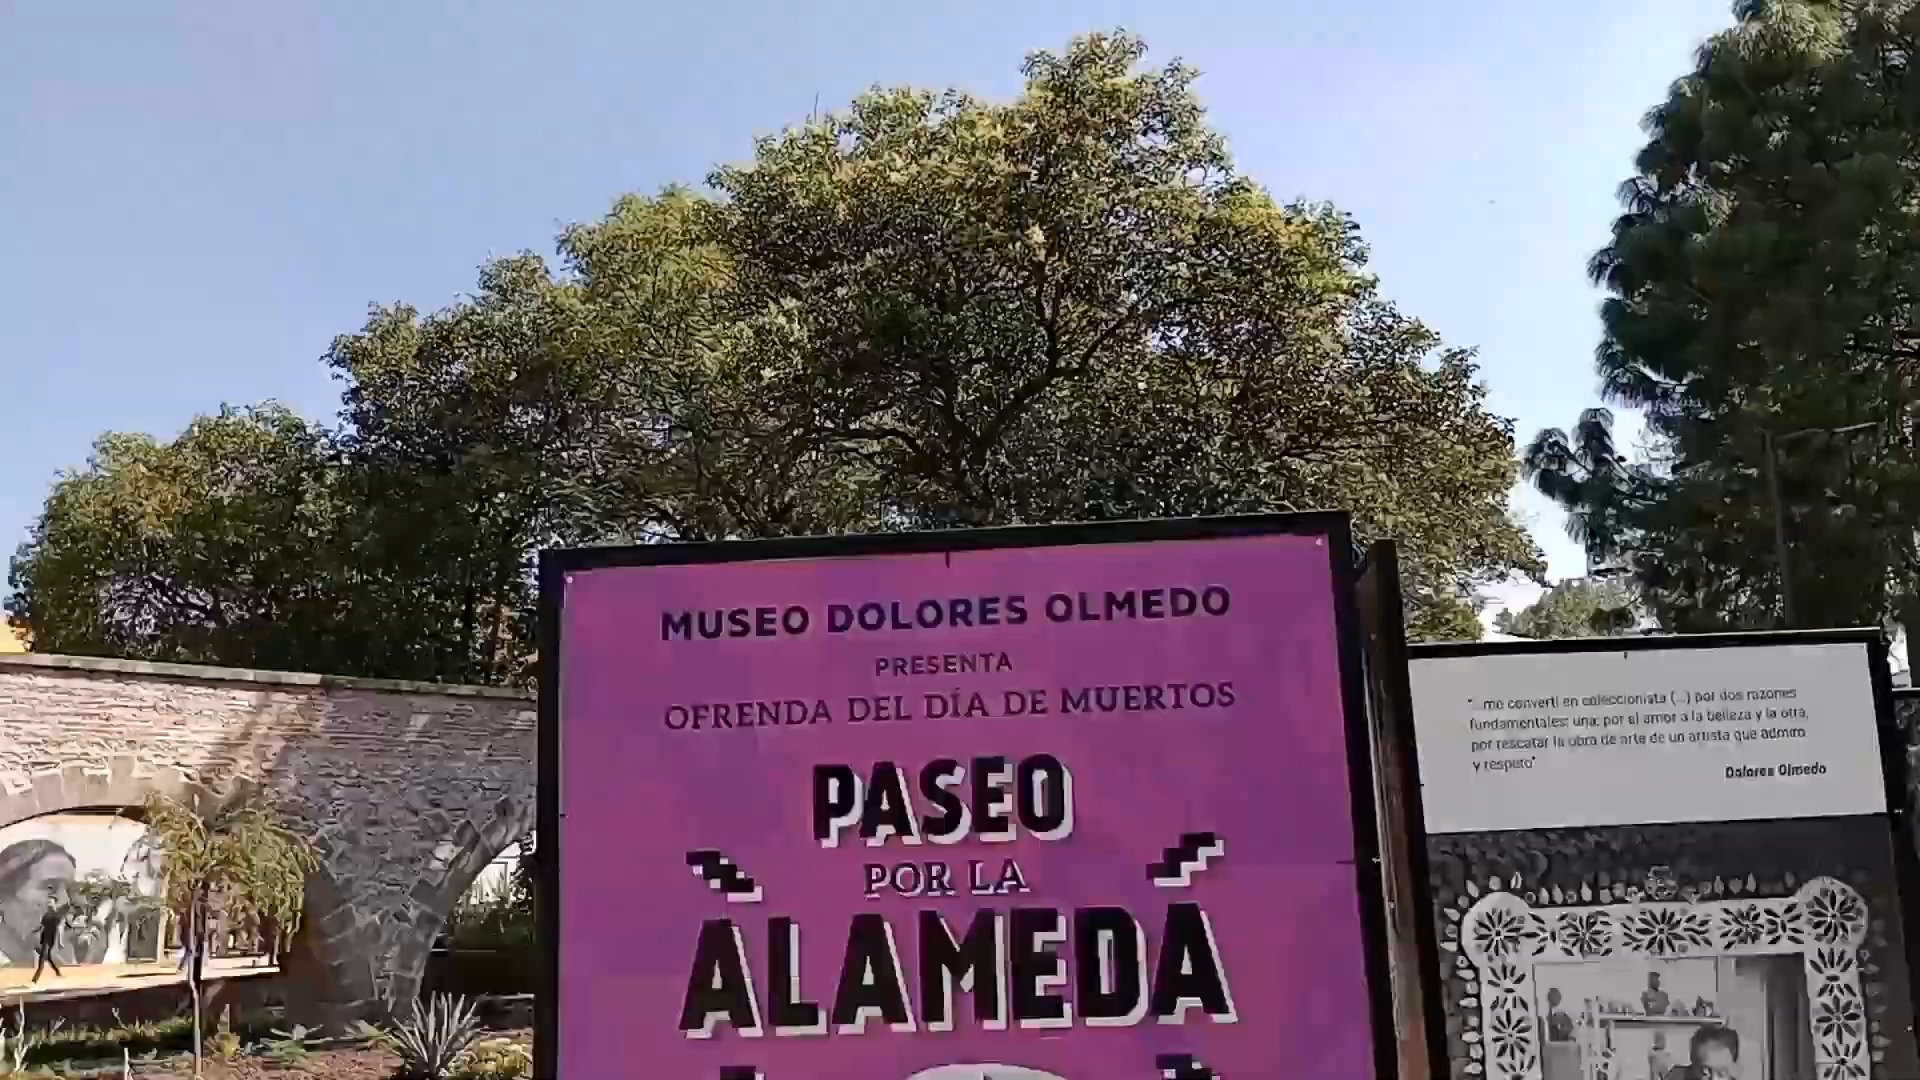 MUSEO DOLORES OLMEDO
PRESENTA
OFRENDA DEL DÍA DE MUERTOS
PASEO
POR LA
ALAMEDA
"...me convertí en coleccionista (...) por dos razones
fundamentales: una; por el amor a la belleza y la otra,
por rescatar la obra de arte de un artista que admiro
y respeto"
Dolores Olmedo